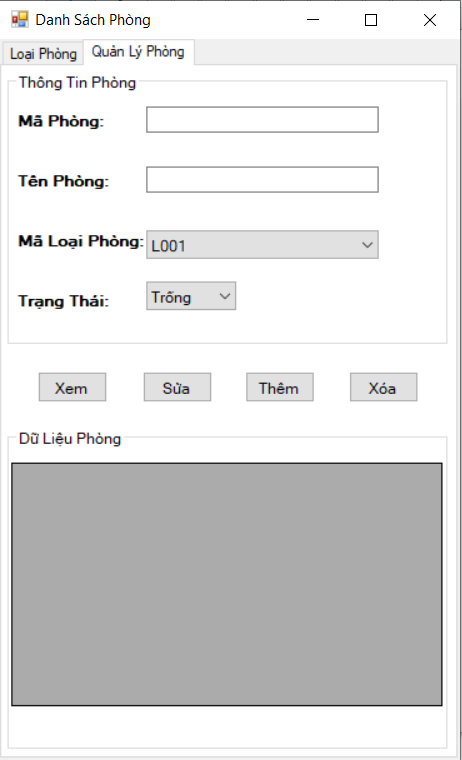 Danh Sách Phòng
Loại Phòng Quản Lý Phòng
Thông Tin Phòng
Mã Phòng:
Tên Phòng:
Mã Loại Phòng: L001
Trạng Thái: Trống
Xem Sửa Thêm Xóa
Dữ Liệu Phòng